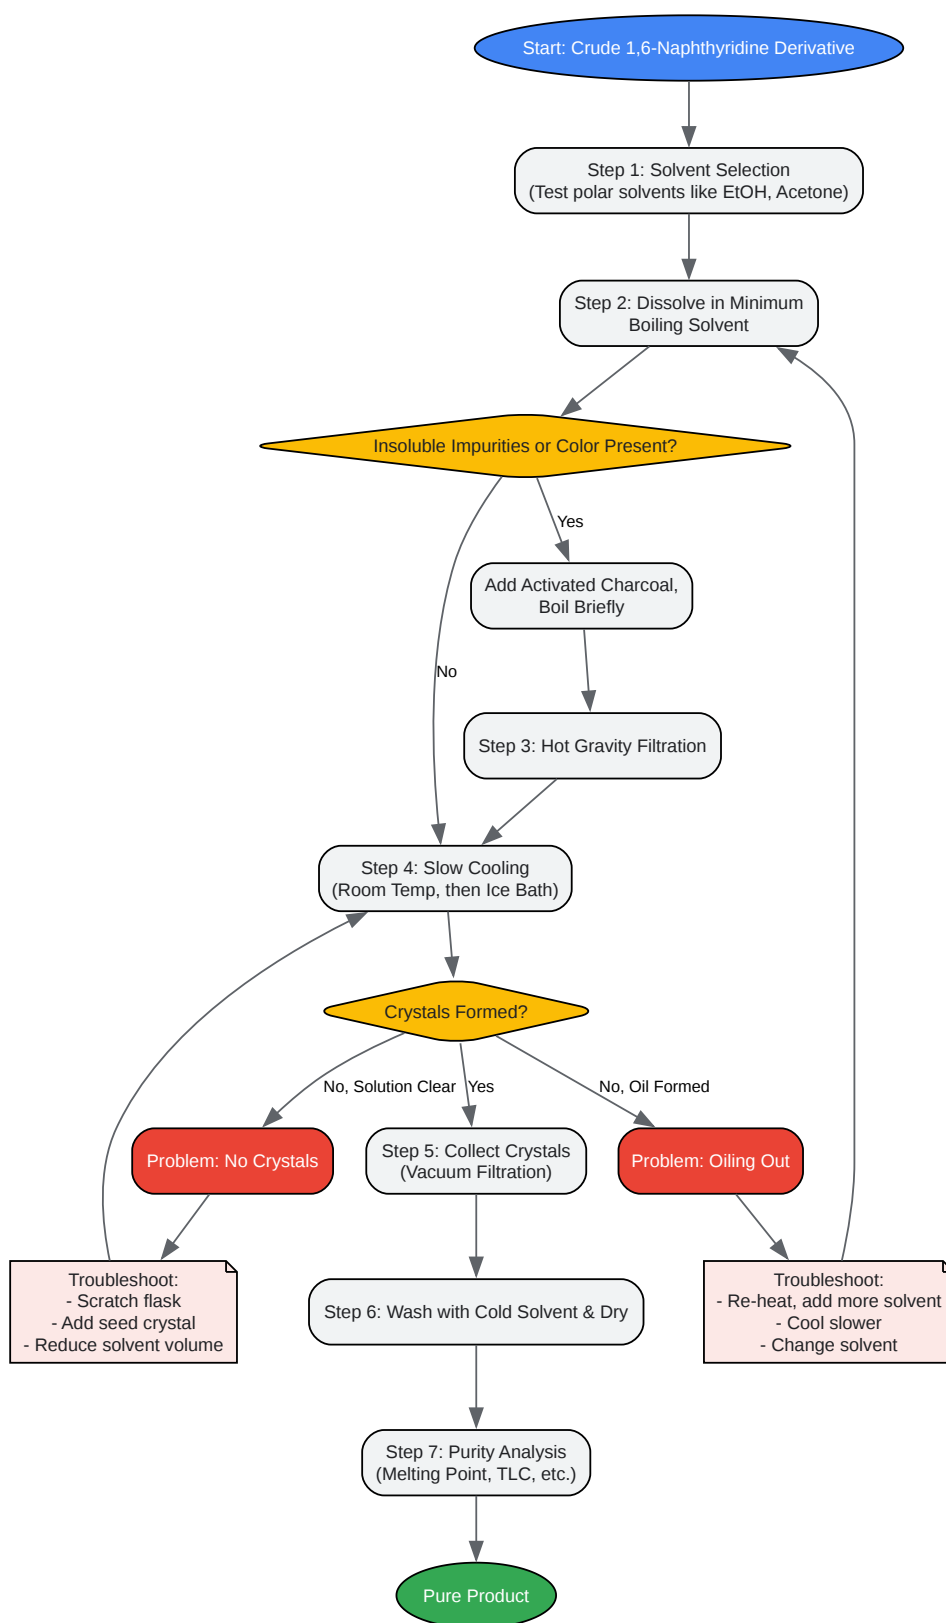 Start: Crude 1,6-Naphthyridine Derivative
Step 1: Solvent Selection
(Test polar solvents like EtOH, Acetone)
Step 2: Dissolve in Minimum
Boiling Solvent
Insoluble Impurities or Color Present?
Yes
Add Activated Charcoal,
Boil Briefly
No
Step 3: Hot Gravity Filtration
Step 4: Slow Cooling
(Room Temp, then Ice Bath)
Crystals Formed?
No, Solution Clear
Yes
No, Oil Formed
Problem: No Crystals
Step 5: Collect Crystals
(Vacuum Filtration)
Problem: Oiling Out
Troubleshoot:
- Scratch flask
- Add seed crystal
- Reduce solvent volume
Step 6: Wash with Cold Solvent & Dry
Troubleshoot:
- Re-heat, add more solvent
- Cool slower
- Change solvent
Step 7: Purity Analysis
(Melting Point, TLC, etc.)
Pure Product